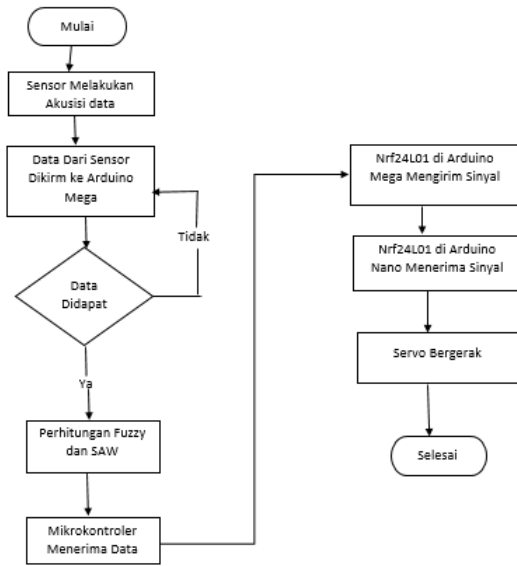 Mulai
Sensor Melakukan
Akusisi data
Data Dari Sensor
Dikirm ke Arduino
Mega
Tidak
Data
Didapat
Ya
Perhitungan Fuzzy
dan SAW
Mikrokontroler
Menerima Data
Nrf24L01 di Arduino
Mega Mengirim Sinyal
Nrf24L01 di Arduino
Nano Menerima Sinyal
Servo Bergerak
Selesai